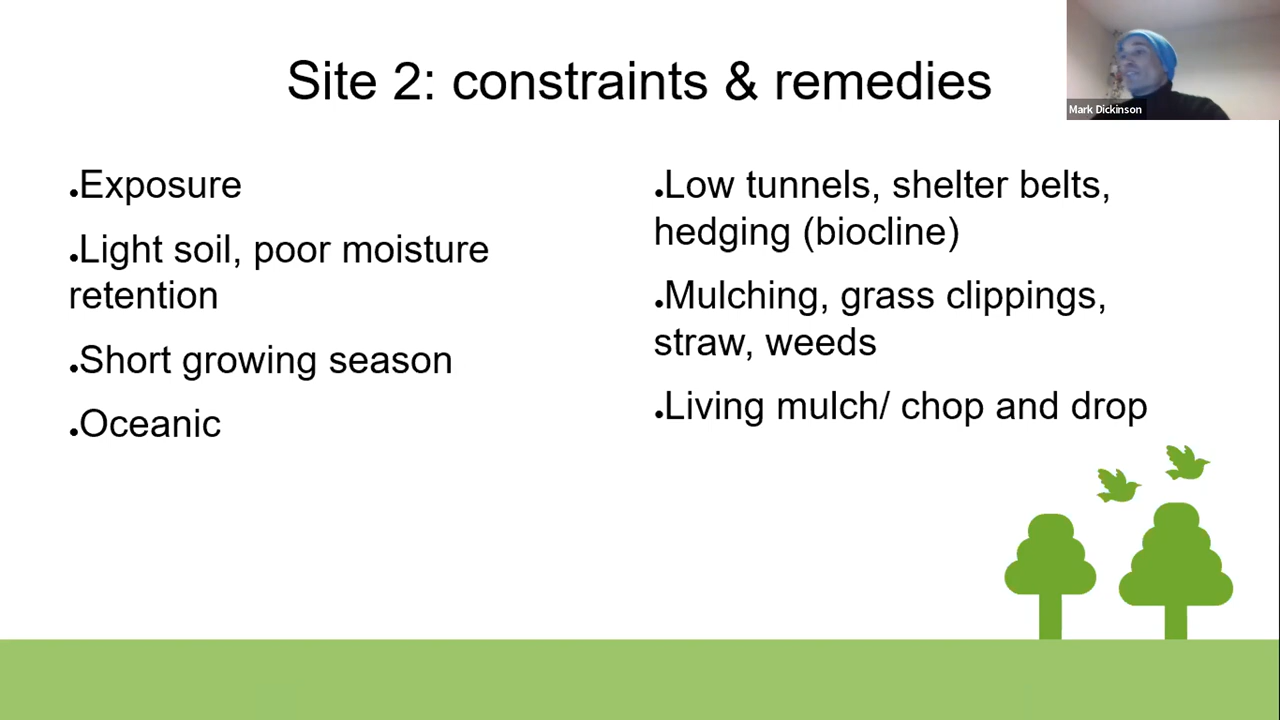 Site 2: constraints & remedies
Mark Dickinson
•Exposure
•Light soil, poor moisture
retention
•Short growing season
•Oceanic
•Low tunnels, shelter belts,
hedging (biocline)
•Mulching, grass clippings,
straw, weeds
•Living mulch/ chop and drop